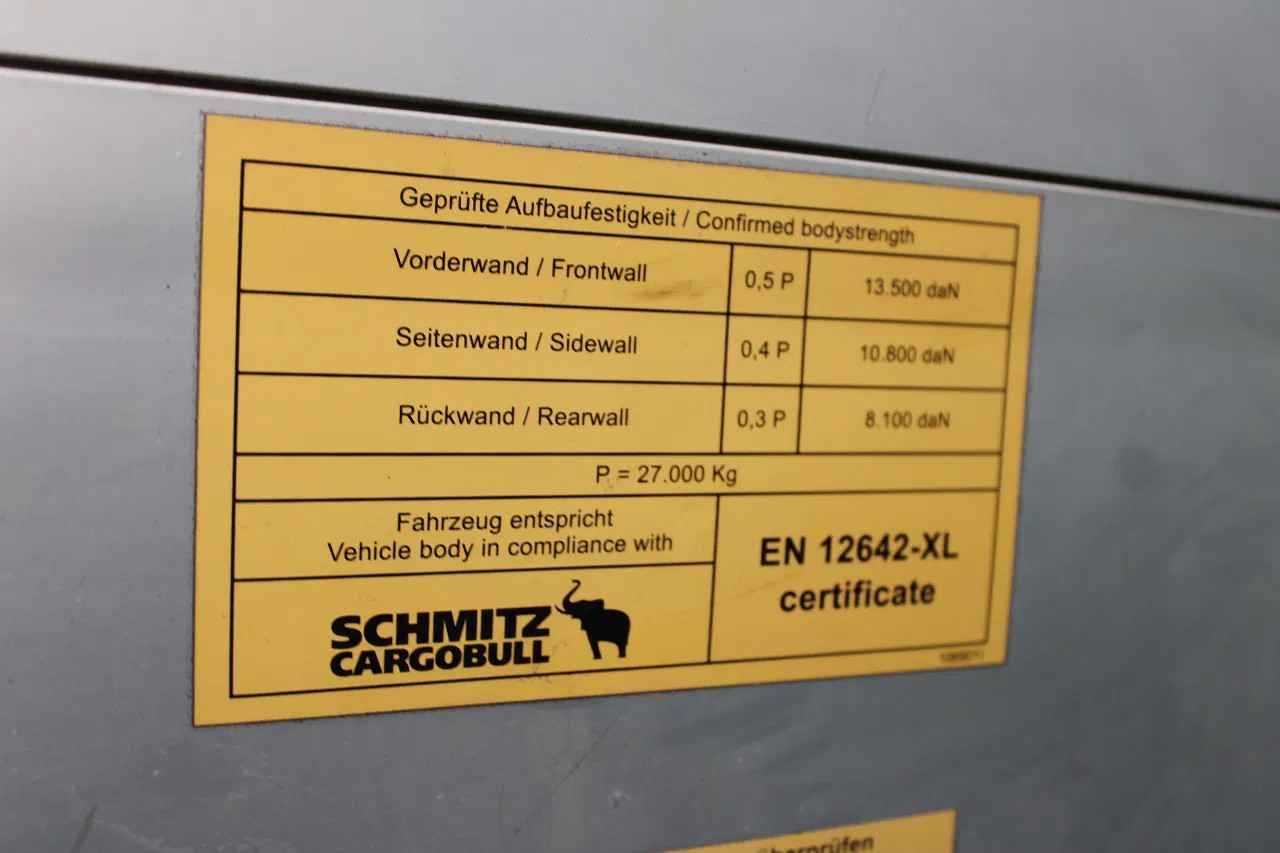 Geprüfte Aufbaufestigkeit / Confirmed bodystrength
Vorderwand / Frontwall 0,5 P 13.500 daN
Seitenwand / Sidewall 0,4 P 10.800 daN
Rückwand / Rearwall 0,3 P 8.100 daN
P = 27.000 Kg
Fahrzeug entspricht
Vehicle body in compliance with
EN 12642-XL
certificate
SCHMITZ
CARGOBULL
überprüfen